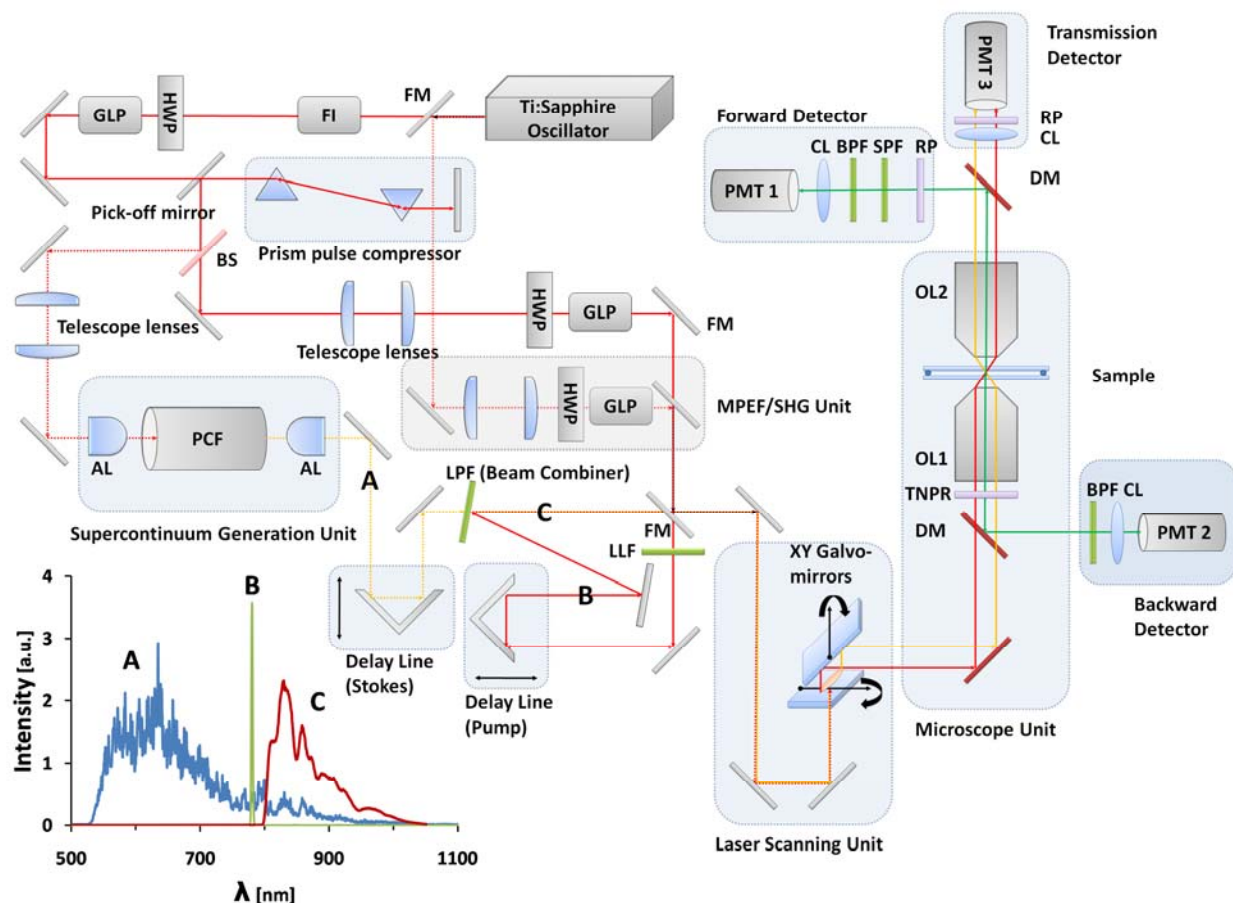 PMT 3
Transmission
Detector
RP
CL
FM
GLP
HWP
FI
Ti:Sapphire
Oscillator
Forward Detector
CL BPF SPF RP
PMT 1
DM
Pick-off mirror
Prism pulse compressor
BS
OL2
Telescope lenses
Telescope lenses
HWP
GLP
FM
Sample
HWP
GLP
MPEF/SHG Unit
PCF
AL
AL
A
OL1
TNPR
BPF CL
PMT 2
DM
LPF (Beam Combiner)
C
FM
LLF
Supercontinuum Generation Unit
XY Galvo-
mirrors
Backward
Detector
B
Delay Line
(Stokes)
Delay Line
(Pump)
Microscope Unit
Laser Scanning Unit
Intensity [a.u.]
4
3
2
1
0
A
B
C
500
700
900
1100
λ [nm]